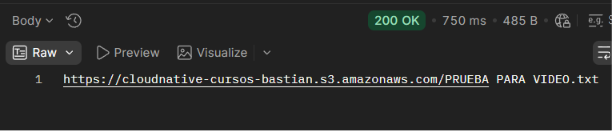 Body
200 OK • 750 ms • 485 B • e.g.
Raw Preview Visualize
1 https://cloudnative-cursos-bastian.s3.amazonaws.com/PRUEBA PARA VIDEO.txt